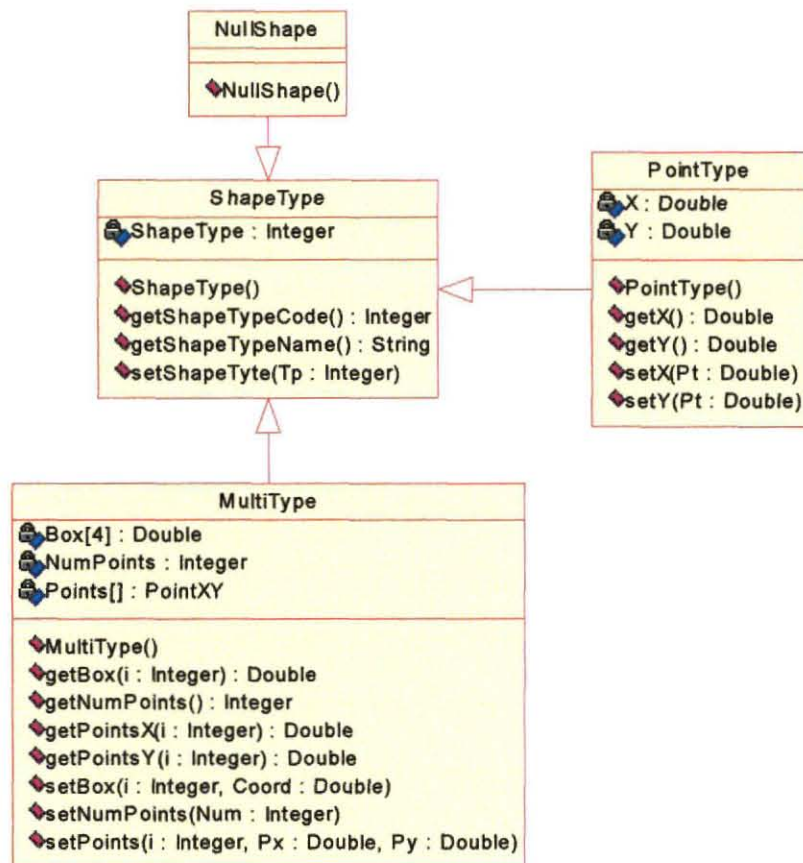 NullShape
NullShape()
ShapeType
ShapeType : Integer
ShapeType()
getShapeTypeCode() : Integer
getShapeTypeName() : String
setShapeTyte(Tp : Integer)
PointType
X : Double
Y : Double
PointType()
getX() : Double
getY() : Double
setX(Pt : Double)
setY(Pt : Double)
MultiType
Box[4] : Double
NumPoints : Integer
Points[] : PointXY
MultiType()
getBox(i : Integer) : Double
getNumPoints() : Integer
getPointsX(i : Integer) : Double
getPointsY(i : Integer) : Double
setBox(i : Integer, Coord : Double)
setNumPoints(Num : Integer)
setPoints(i : Integer, Px : Double, Py : Double)